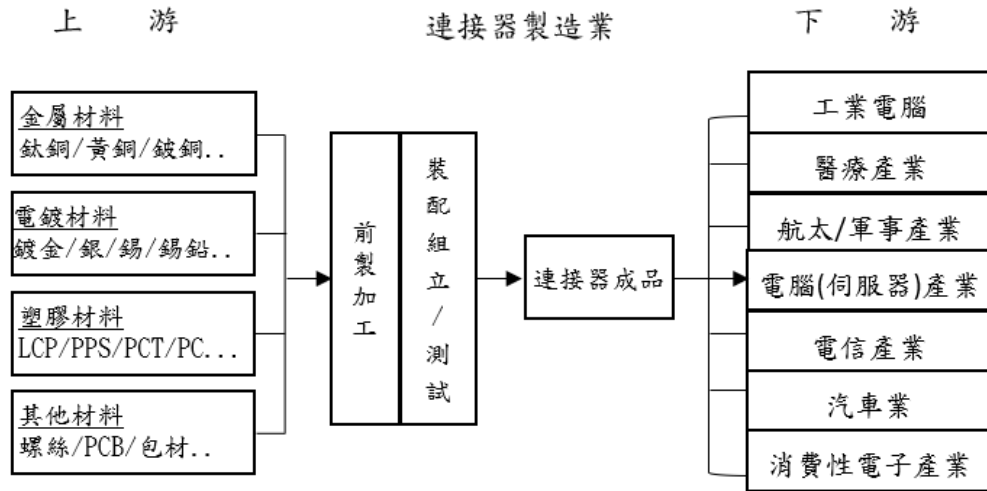 上 游
連接器製造業
下 游
金屬材料
鈦銅/黃銅/鈹銅..
電鍍材料
鍍金/銀/錫/錫鉛..
塑膠材料
LCP/PPS/PCT/PC...
其他材料
螺絲/PCB/包材..
前製加工
裝配組立/測試
連接器成品
工業電腦
醫療產業
航太/軍事產業
電腦(伺服器)產業
電信產業
汽車業
消費性電子產業